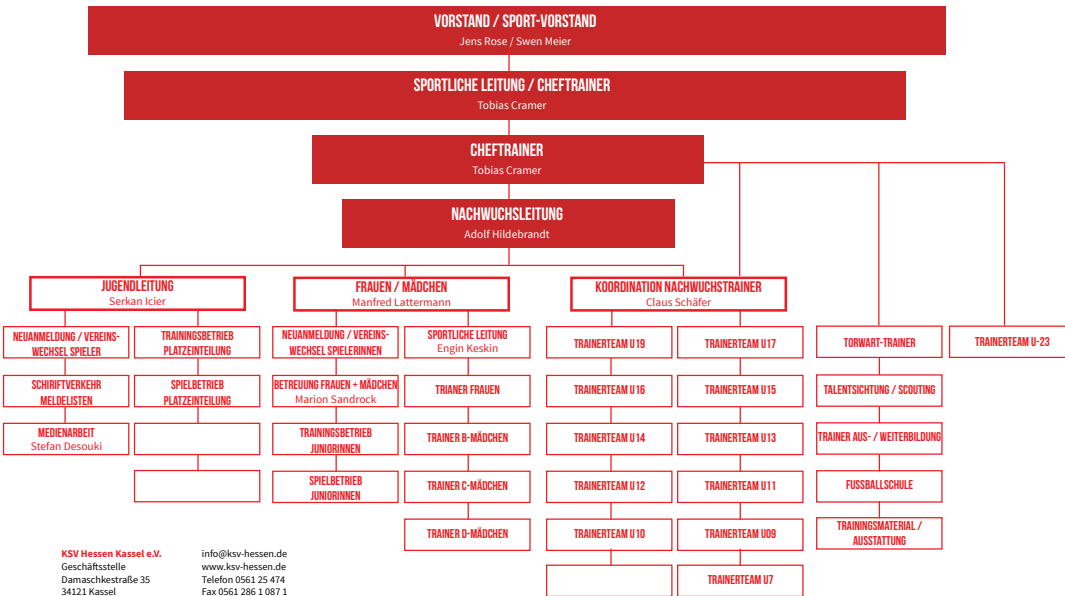 VORSTAND / SPORT-VORSTAND
Jens Rose / Swen Meier
SPORTLICHE LEITUNG / CHEFTRAINER
Tobias Cramer
CHEFTRAINER
Tobias Cramer
NACHWUCHSLEITUNG
Adolf Hildebrandt
JUGENDLEITUNG
Serkan Icier
NEUANMELDUNG / VEREINS-
WECHSEL SPIELER
SCHIRIFTVERKEHR
MELDELISTEN
MEDIENARBEIT
Stefan Desouki
TRAININGSBETRIEB
PLATZEINTEILUNG
SPIELBETRIEB
PLATZEINTEILUNG
FRAUEN / MÄDCHEN
Manfred Lattermann
NEUANMELDUNG / VEREINS-
WECHSEL SPIELERINNEN
BETREUUNG FRAUEN + MÄDCHEN
Marion Sandrock
TRAININGSBETRIEB
JUNIORINNEN
SPIELBETRIEB
JUNIORINNEN
SPORTLICHE LEITUNG
Engin Keskin
TRIANER FRAUEN
TRAINER B-MÄDCHEN
TRAINER C-MÄDCHEN
TRAINER D-MÄDCHEN
KOORDINATION NACHWUCHSTRAINER
Claus Schäfer
TRAINERTEAM U19
TRAINERTEAM U16
TRAINERTEAM U14
TRAINERTEAM U12
TRAINERTEAM U10
TRAINERTEAM U17
TRAINERTEAM U15
TRAINERTEAM U13
TRAINERTEAM U11
TRAINERTEAM U09
TRAINERTEAM U7
TORWART-TRAINER
TALENTSICHTUNG / SCOUTING
TRAINER AUS- / WEITERBILDUNG
FUSSBALLSCHULE
TRAININGSMATERIAL /
AUSSTATTUNG
TRAINERTEAM U-23
KSV Hessen Kassel e.V.
Geschäftsstelle
Damaschkestraße 35
34121 Kassel
info@ksv-hessen.de
www.ksv-hessen.de
Telefon 0561 25 474
Fax 0561 286 1 087 1